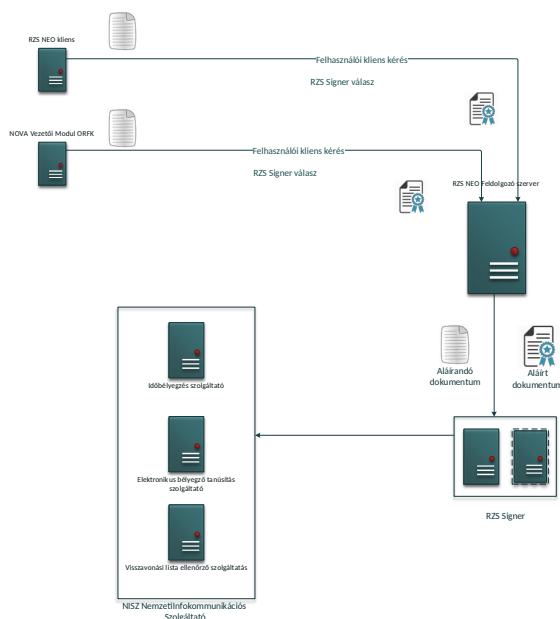 RZS NEO kliens
Felhasználói kliens kérés
RZS Signer válasz
NOVA Vezetői Modul ORFK
Felhasználói kliens kérés
RZS Signer válasz
RZS NEO Feldolgozó szerver
Aláírandó
dokumentum
Aláírt
dokumentum
RZS Signer
Időbélyegzés szolgáltató
Elektronikus bélyegző tanúsítás
szolgáltató
Visszavonási lista ellenőrző szolgáltatás
NISZ NemzetiInfokommunikációs
Szolgáltató